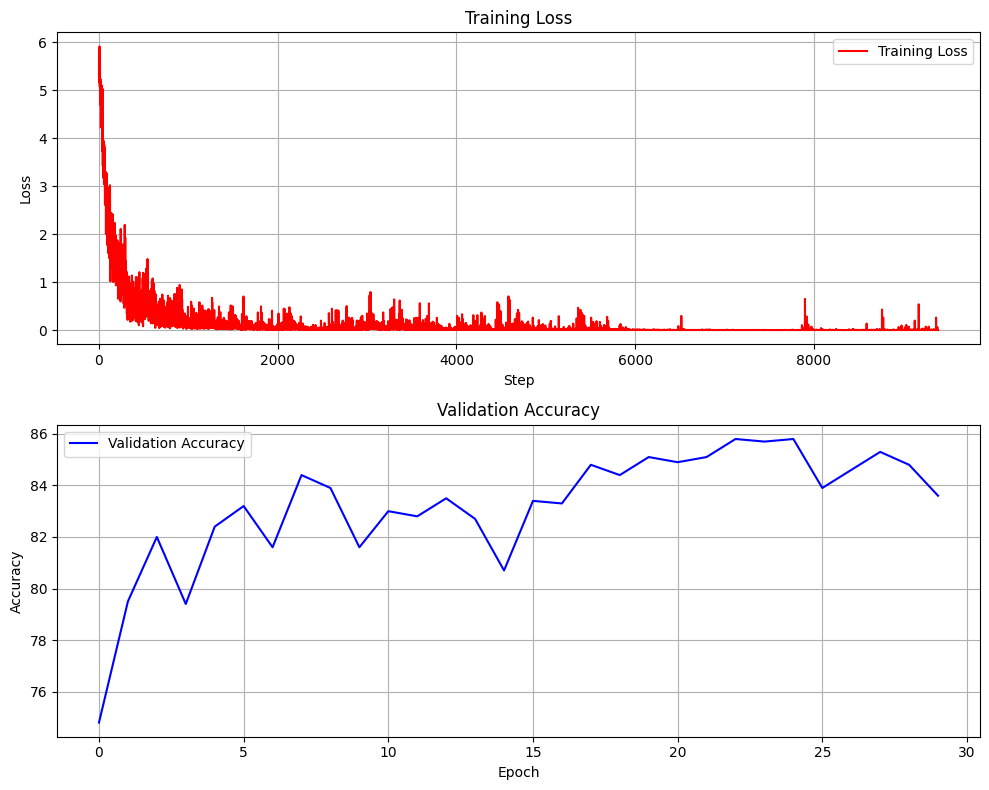 Training Loss
6
5
4
3
2
1
0
Loss
Training Loss
0 2000 4000 6000 8000
Step
Validation Accuracy
86
84
82
80
78
76
Accuracy
Validation Accuracy
0 5 10 15 20 25 30
Epoch